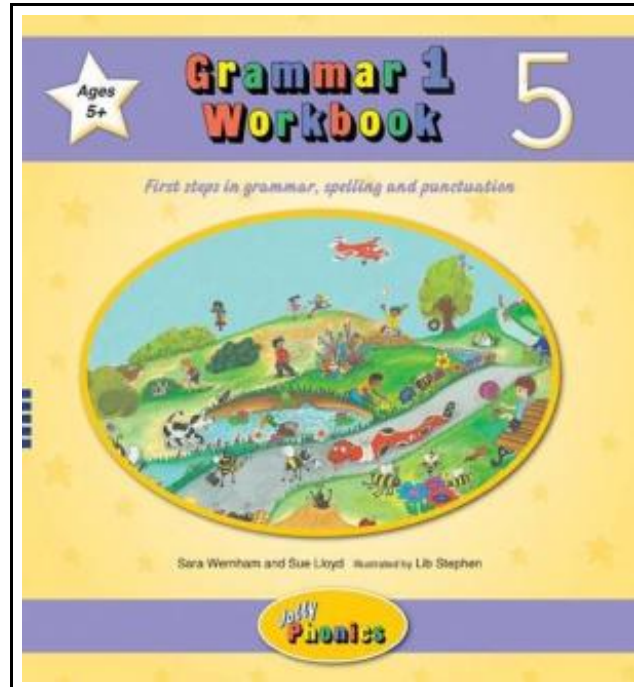 Ages
5+
Grammar 1
Workbook
5
First steps in grammar, spelling and punctuation
Sara Wernham and Sue Lloyd Illustrated by Lib Stephen
Jolly
Phonics